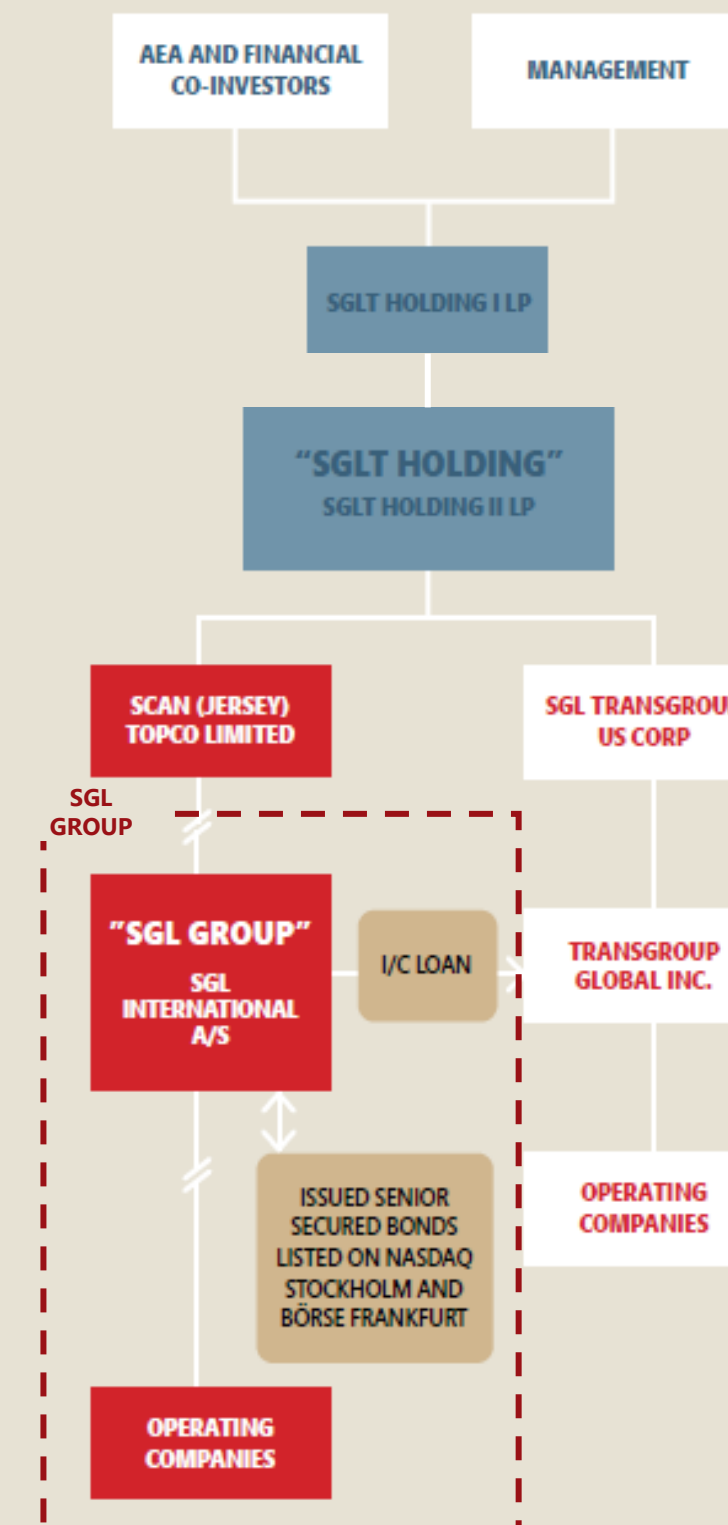 AEA AND FINANCIAL
CO-INVESTORS
MANAGEMENT
SGLT HOLDING I LP
“SGLT HOLDING”
SGLT HOLDING II LP
SCAN (JERSEY)
TOPCO LIMITED
SGL TRANSGROU
US CORP
SGL
GROUP
”SGL GROUP”
SGL
INTERNATIONAL
A/S
I/C LOAN
TRANSGROUP
GLOBAL INC.
ISSUED SENIOR
SECURED BONDS
LISTED ON NASDAQ
STOCKHOLM AND
BÖRSE FRANKFURT
OPERATING
COMPANIES
OPERATING
COMPANIES